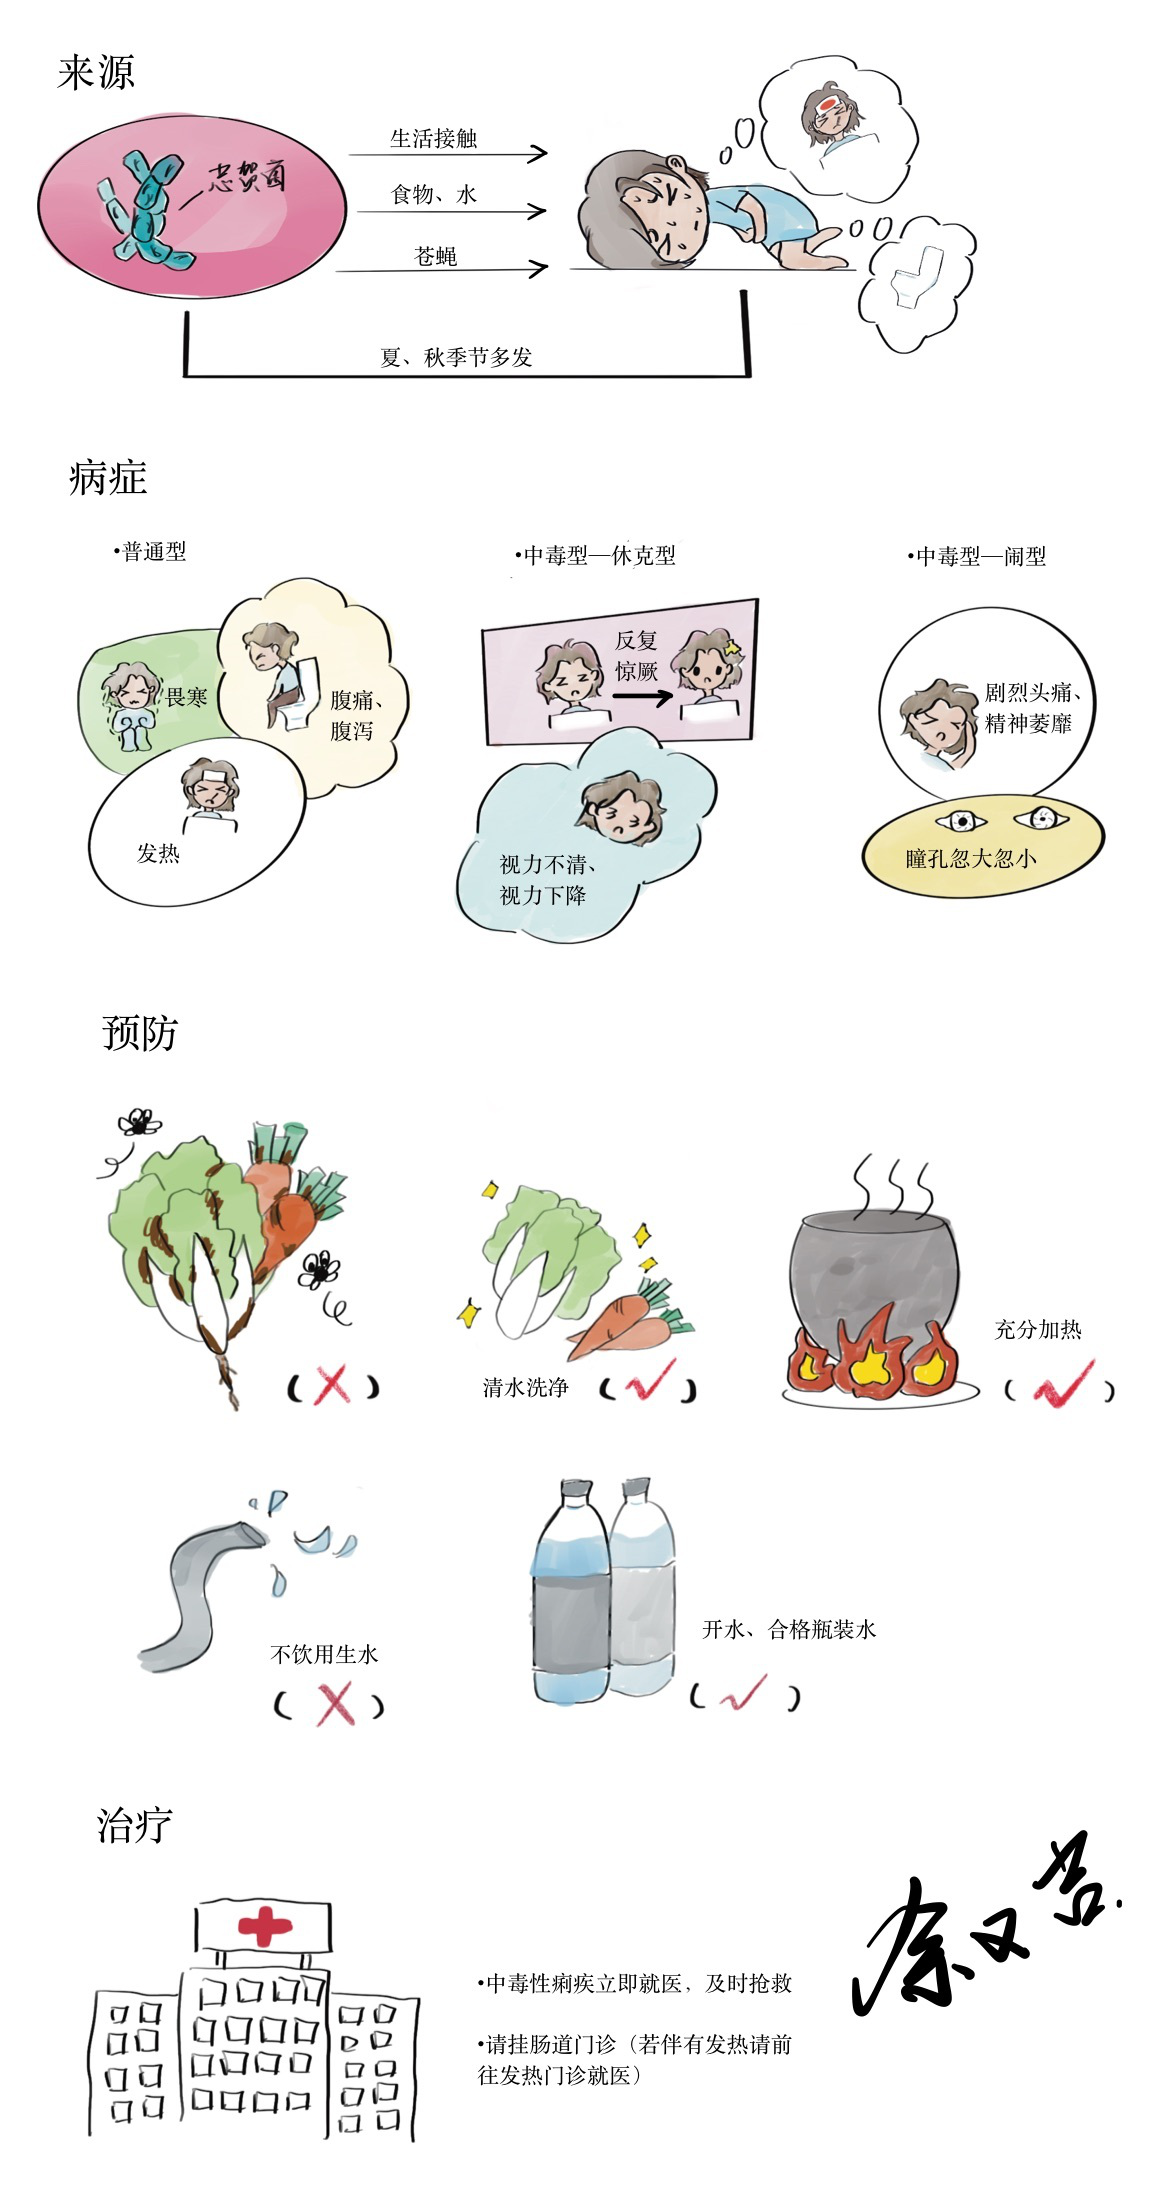 来源
志贺菌
生活接触
食物、水
苍蝇
夏、秋季节多发
病症
•普通型
畏寒
腹痛、
腹泻
发热
•中毒型—休克型
反复
惊厥
视力不清、
视力下降
•中毒型—闹型
剧烈头痛、
精神萎靡
瞳孔忽大忽小
预防
清水洗净
充分加热
不饮用生水
开水、合格瓶装水
治疗
•中毒性痢疾立即就医，及时抢救
•请挂肠道门诊（若伴有发热请前
往发热门诊就医）